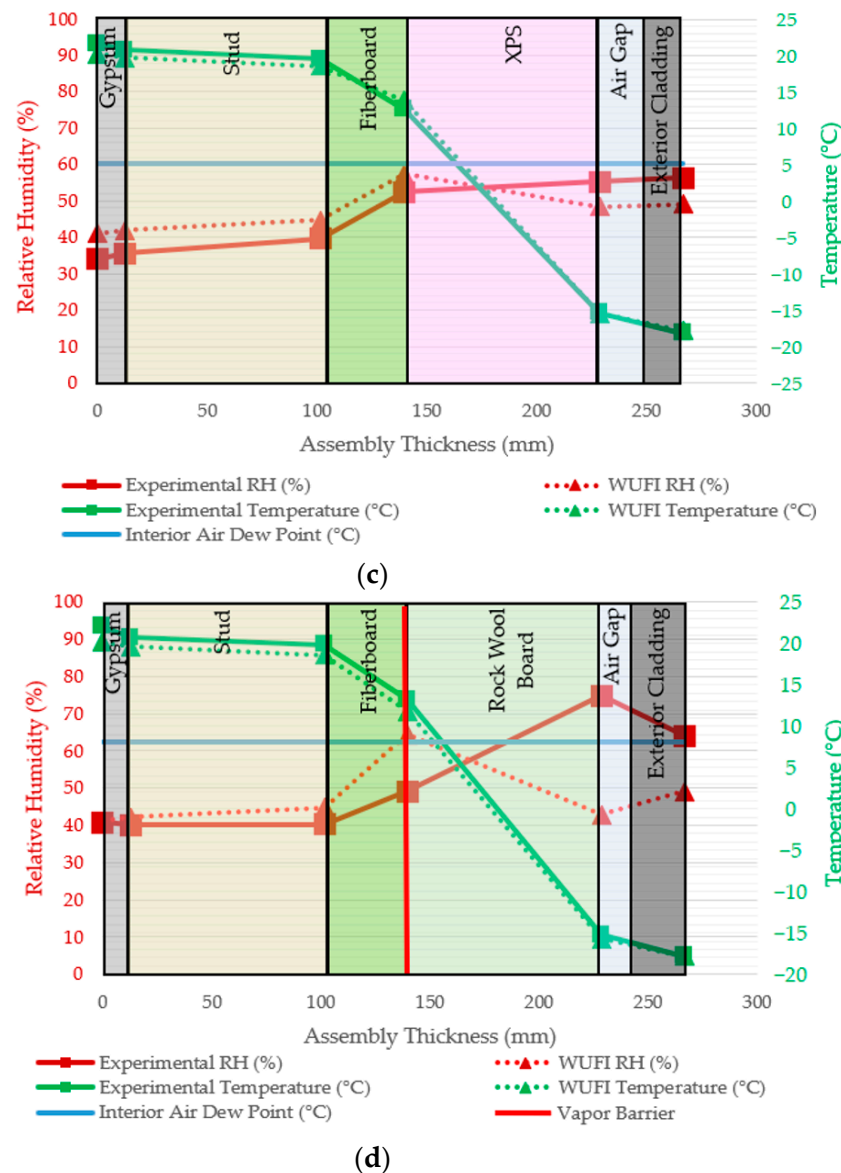 100
90
80
70
60
50
40
30
20
10
0
Relative Humidity (%)
Gypsum
Stud
Fiberboard
XPS
Air Gap
Exterior Cladding
25
20
15
10
5
0
−5
−10
−15
−20
−25
Temperature (°C)
0 50 100 150 200 250 300
Assembly Thickness (mm)
Experimental RH (%) WUFI RH (%)
Experimental Temperature (°C) WUFI Temperature (°C)
Interior Air Dew Point (°C)
(c)
100
90
80
70
60
50
40
30
20
10
0
Relative Humidity (%)
Gypsum
Stud
Fiberboard
Rock Wool
Board
Air Gap
Exterior Cladding
25
20
15
10
5
0
−5
−10
−15
−20
Temperature (°C)
0 50 100 150 200 250 300
Assembly Thickness (mm)
Experimental RH (%) WUFI RH (%)
Experimental Temperature (°C) WUFI Temperature (°C)
Interior Air Dew Point (°C) Vapor Barrier
(d)